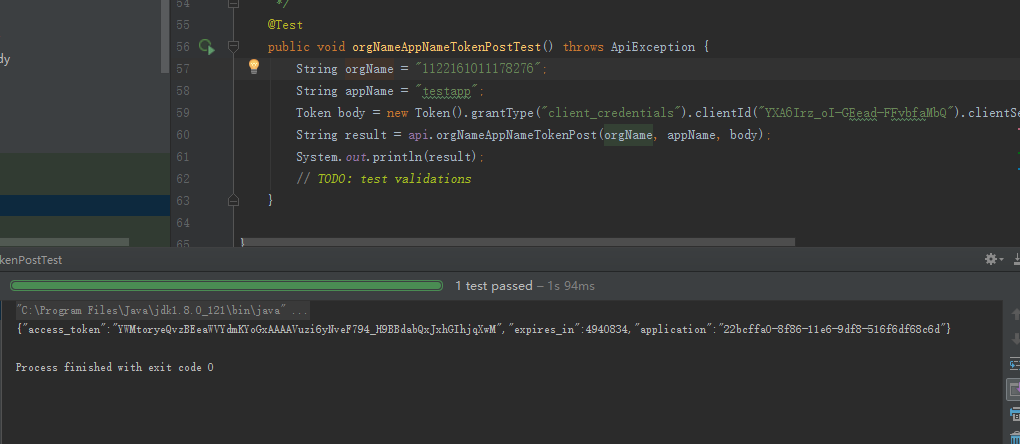 54 */
55 @Test
56 public void orgNameAppNameTokenPostTest() throws ApiException {
dy
57 String orgName = "1122161011178276";
58 String appName = "testapp";
59 Token body = new Token().grantType("client_credentials").clientId("YXA6Irz_oI-GEead-FFvbfaMbQ").clientSe
60 String result = api.orgNameAppNameTokenPost(orgName, appName, body);
61 System.out.println(result);
62 // TODO: test validations
63 }
64
65 }
kenPostTest
1 test passed – 1s 94ms
"C:\Program Files\Java\jdk1.8.0_121\bin\java" ...
{"access_token":"YWMtoryeQvzBEeaWVYdmKYoGxAAAAVuzi6yNveF794_H9BBdabQxJxhGIhjqXwM","expires_in":4940834,"application":"22bcffa0-8f86-11e6-9df8-516f6df68c6d"}
Process finished with exit code 0